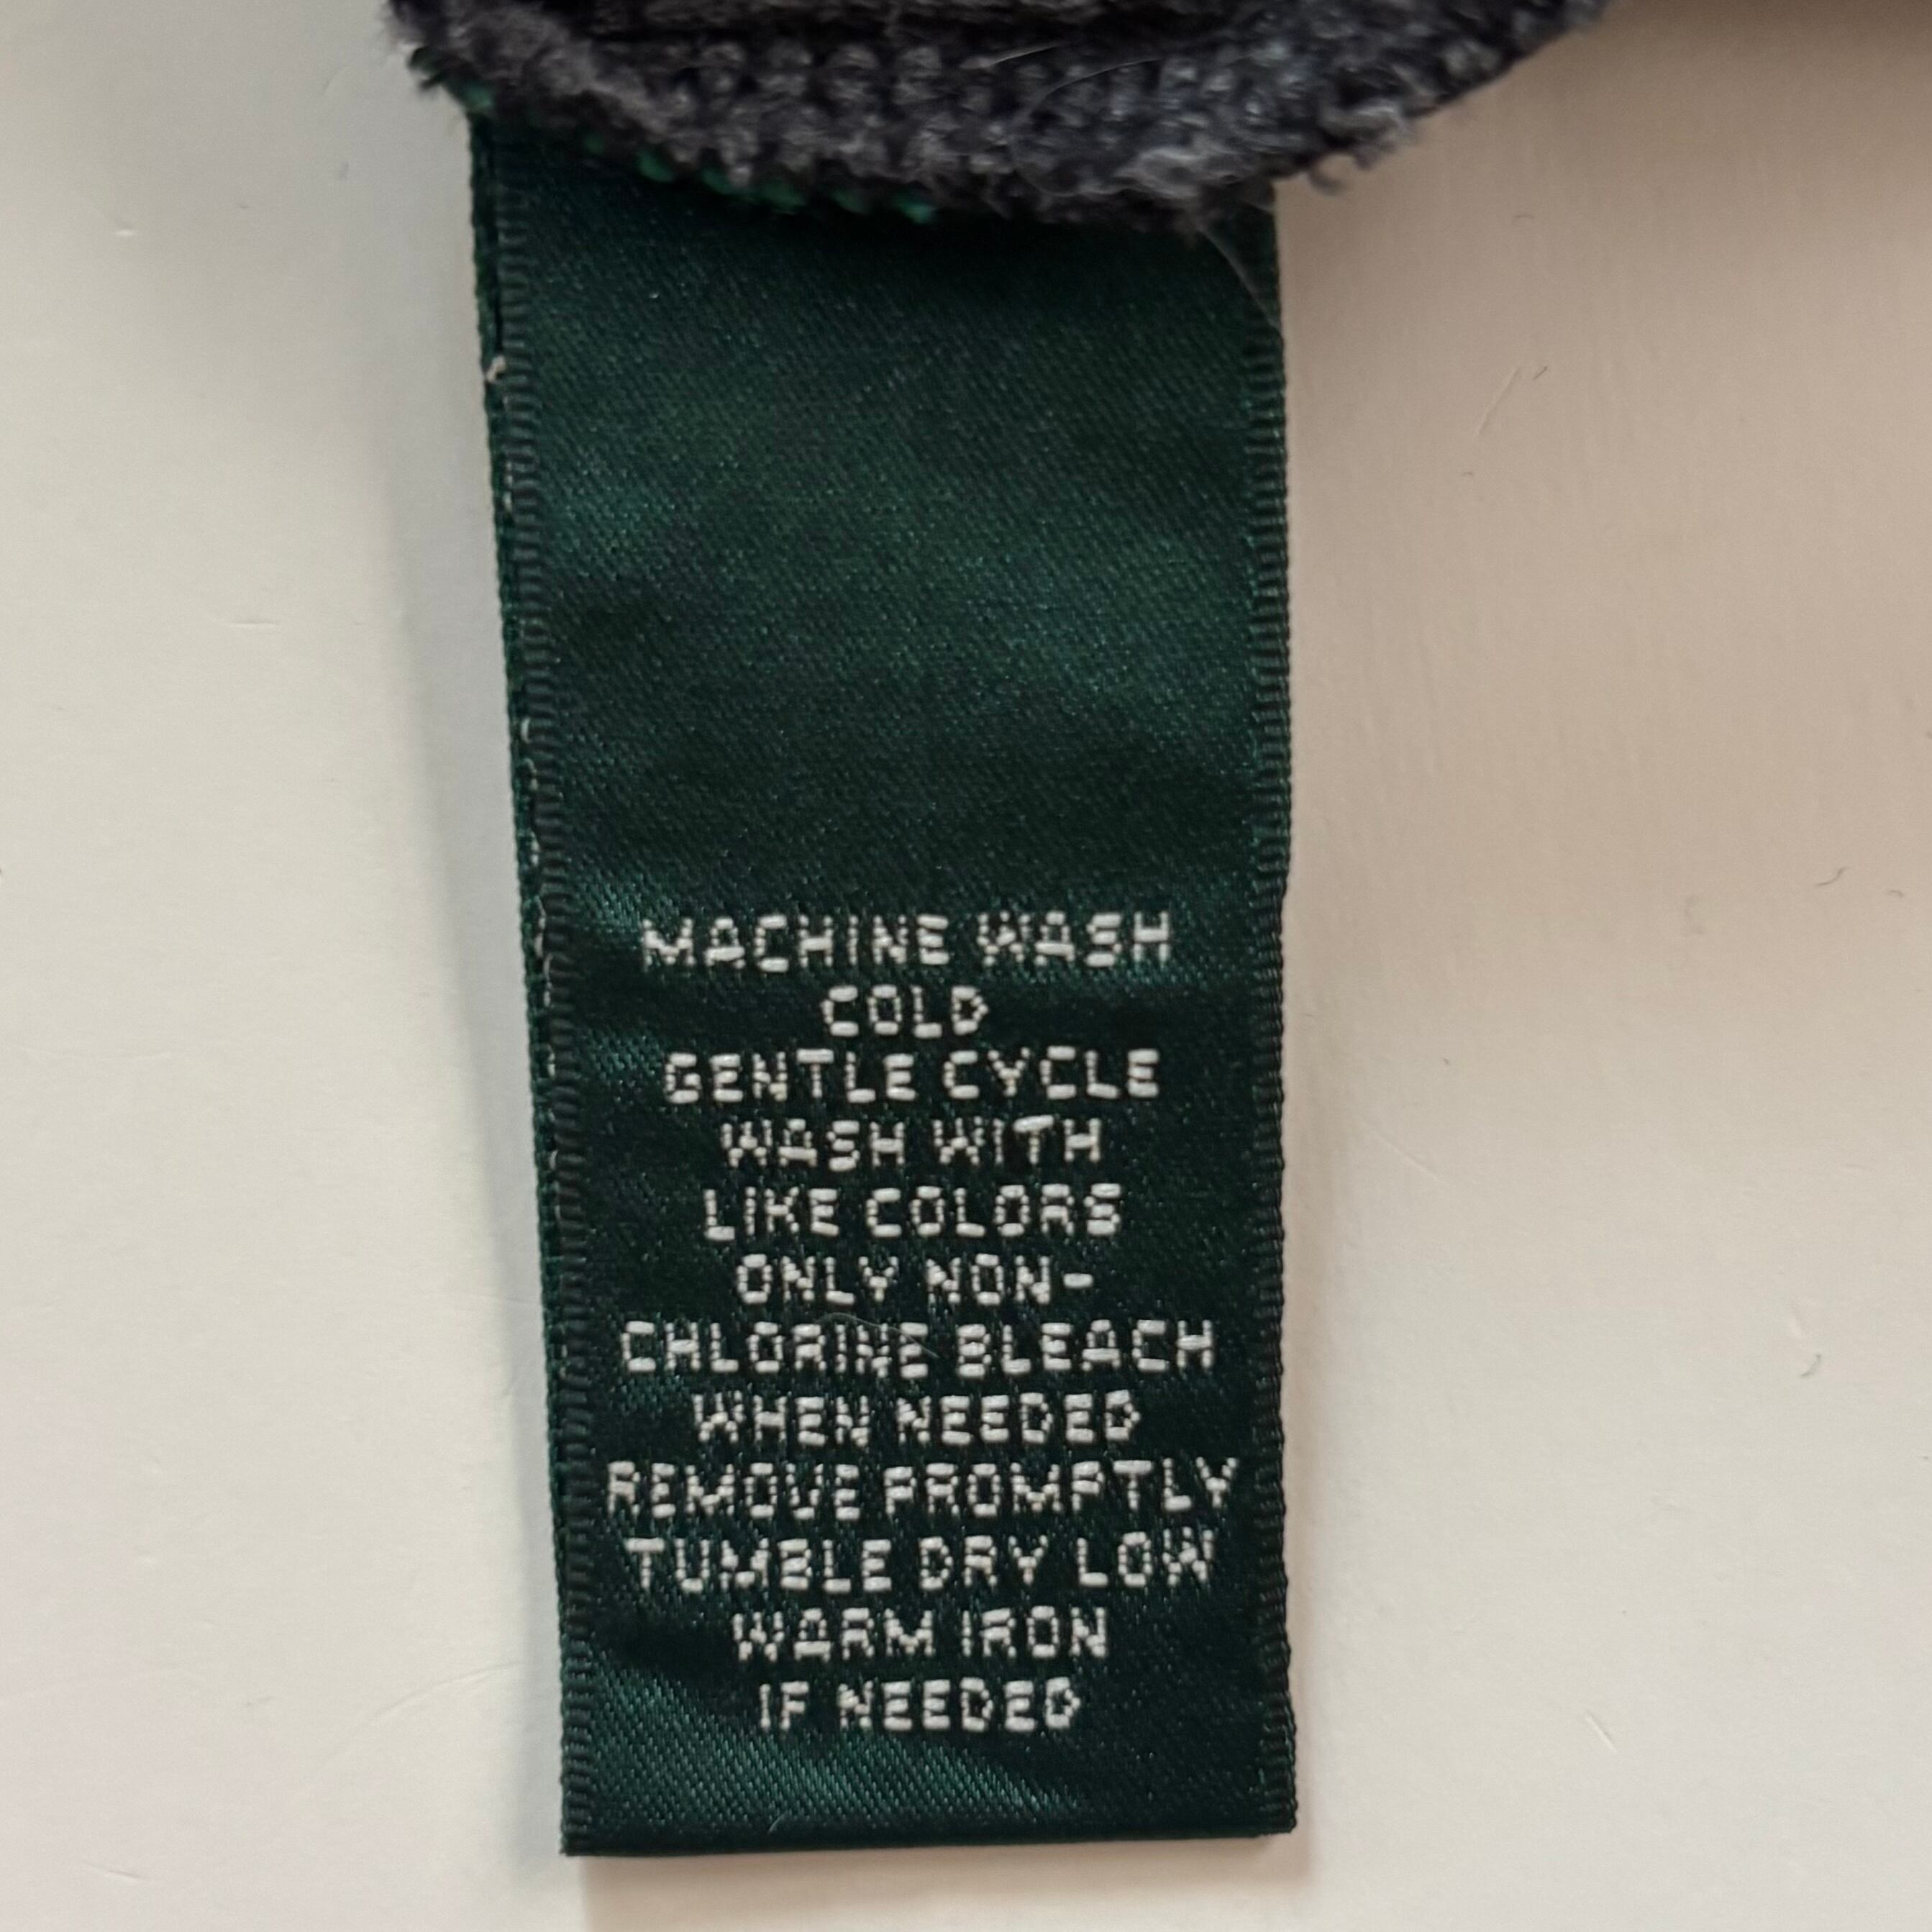 MACHINE WASH
COLD
GENTLE CYCLE
WASH WITH
LIKE COLORS
ONLY NON-
CHLORINE BLEACH
WHEN NEEDED
REMOVE PROMPTLY
TUMBLE DRY LOW
WARM IRON
IF NEEDED